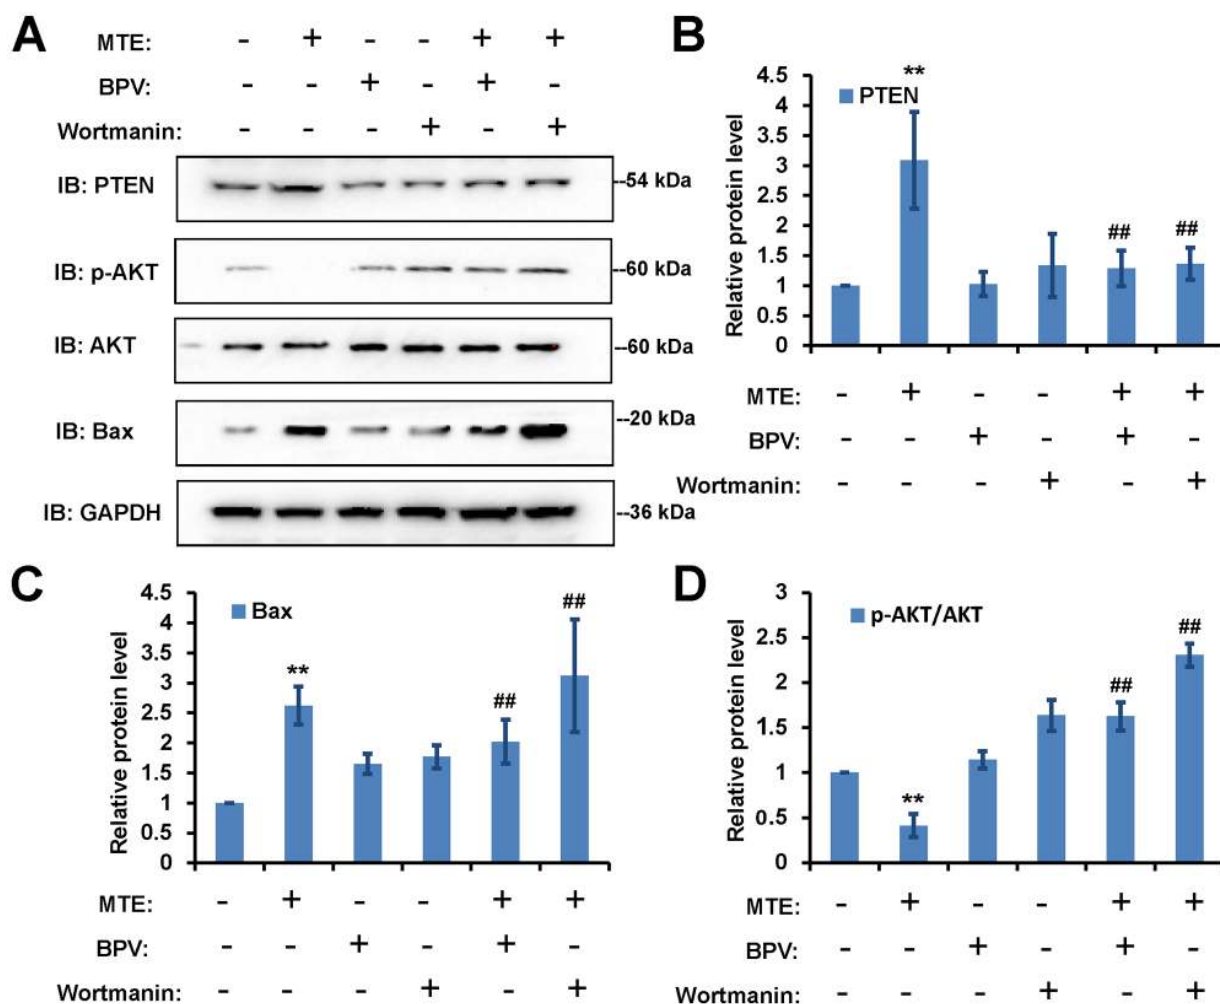 A
MTE: - + - - + +
BPV: - - + - + -
Wortmanin: - - - + - +
IB: PTEN --54 kDa
IB: p-AKT --60 kDa
IB: AKT --60 kDa
IB: Bax --20 kDa
IB: GAPDH --36 kDa
B
Relative protein level
4.5
4
3.5
3
2.5
2
1.5
1
0.5
0
PTEN
**
##
##
MTE: - + - - + +
BPV: - - + - + -
Wortmanin: - - - + - +
C
Relative protein level
4.5
4
3.5
3
2.5
2
1.5
1
0.5
0
Bax
**
##
##
MTE: - + - - + +
BPV: - - + - + -
Wortmanin: - - - + - +
D
Relative protein level
3
2.5
2
1.5
1
0.5
0
p-AKT/AKT
**
##
##
MTE: - + - - + +
BPV: - - + - + -
Wortmanin: - - - + - +